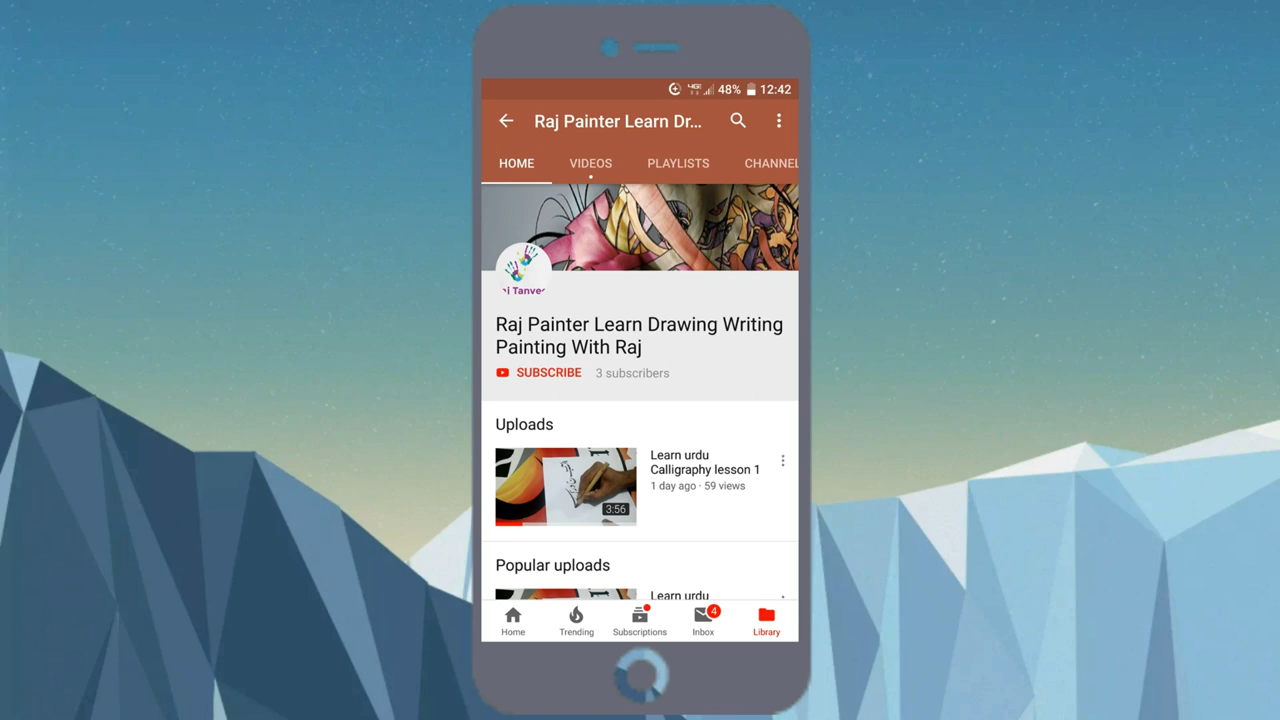 48% 12:42
Raj Painter Learn Dr...
HOME VIDEOS PLAYLISTS CHANNEL
Raj Painter Learn Drawing Writing
Painting With Raj
SUBSCRIBE 3 subscribers
Uploads
Learn urdu
Calligraphy lesson 1
1 day ago · 59 views
3:56
Popular uploads
Learn urdu
4
Home Trending Subscriptions Inbox Library